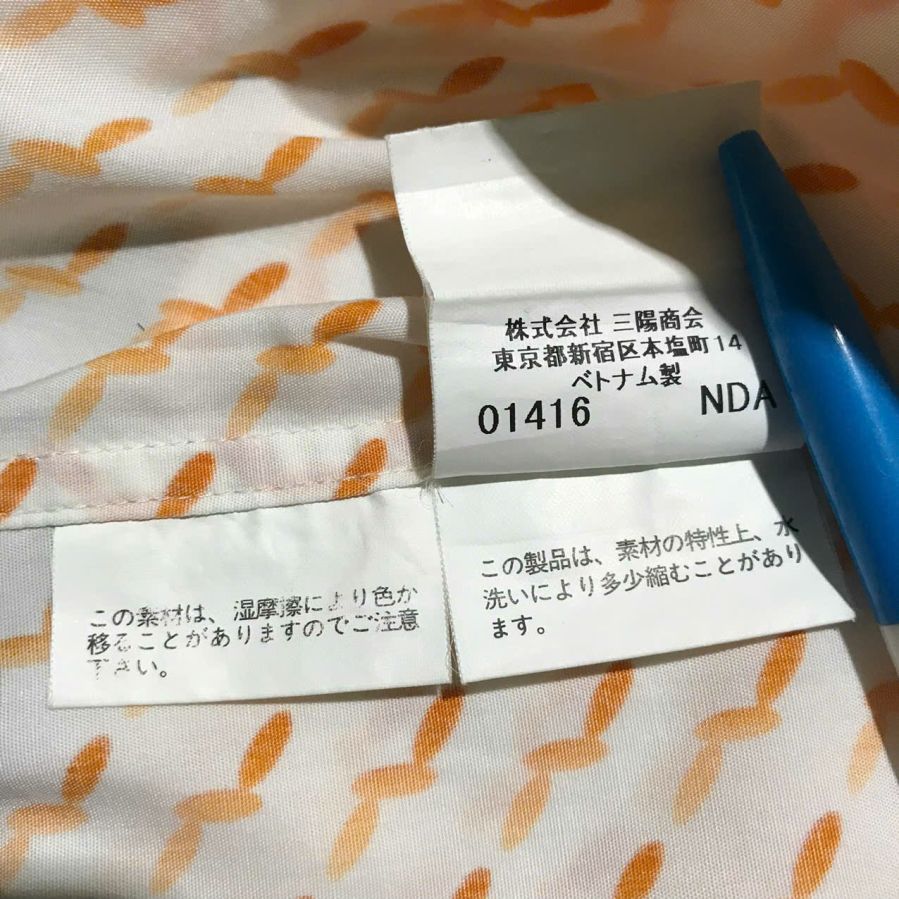 株式会社 三陽商会
東京都新宿区本塩町14
ベトナム製
01416 NDA
この素材は、湿摩擦により色が
移ることがありますのでご注意
下さい。
この製品は、素材の特性上、水
洗いにより多少縮むことがあり
ます。